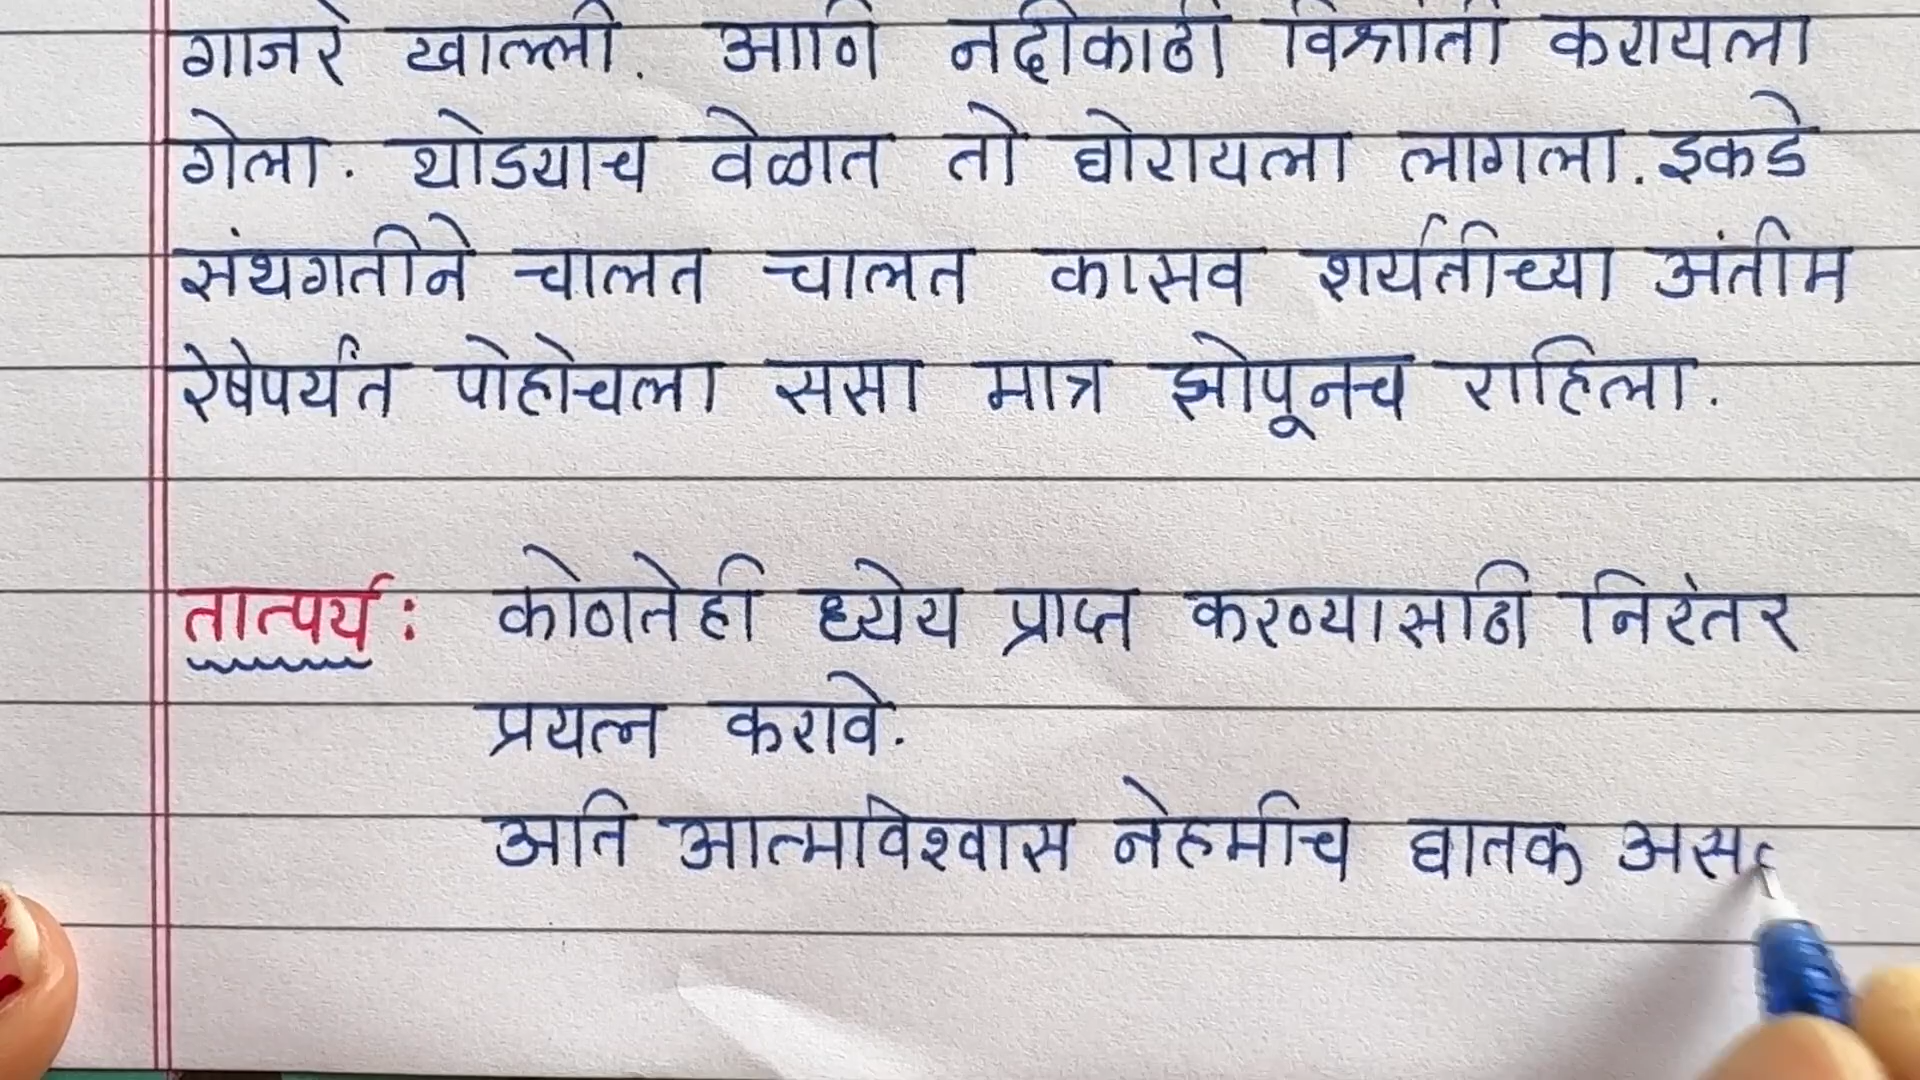 गाजरे खाल्ली. आणि नदीकाठी विश्रांती करायला
गेला. थोड्याच वेळात तो घोरायला लागला. इकडे
संथगतीने चालत चालत कासव शर्यतीच्या अंतीम
रेषेपर्यंत पोहोचला ससा मात्र झोपूनच राहिला.
तात्पर्य: कोणतेही ध्येय प्राप्त करण्यासाठी निरंतर
प्रयत्न करावे.
अति आत्मविश्वास नेहमीच घातक